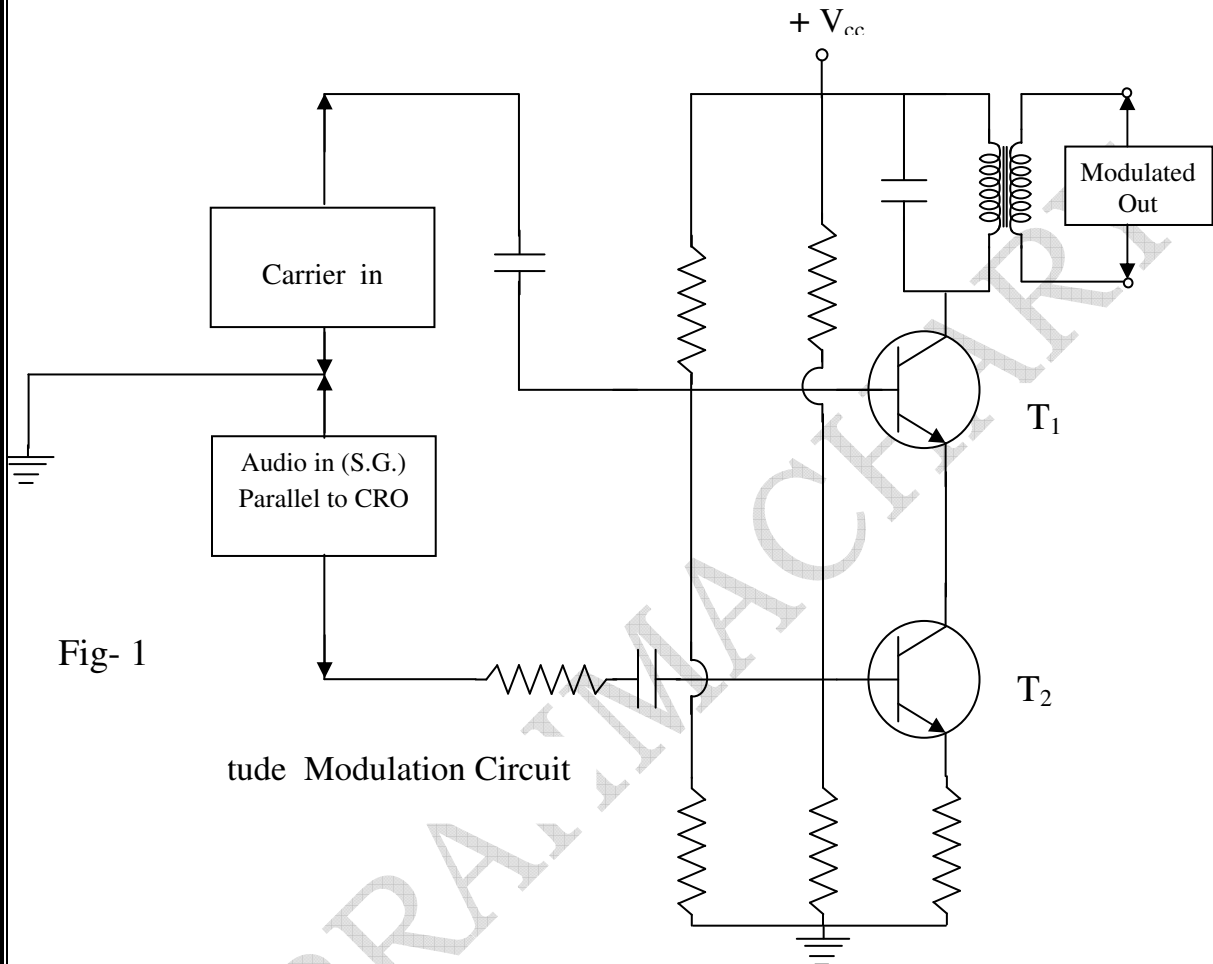 + Vcc
Modulated
Out
Carrier in
T1
Audio in (S.G.)
Parallel to CRO
Fig- 1
T2
tude Modulation Circuit